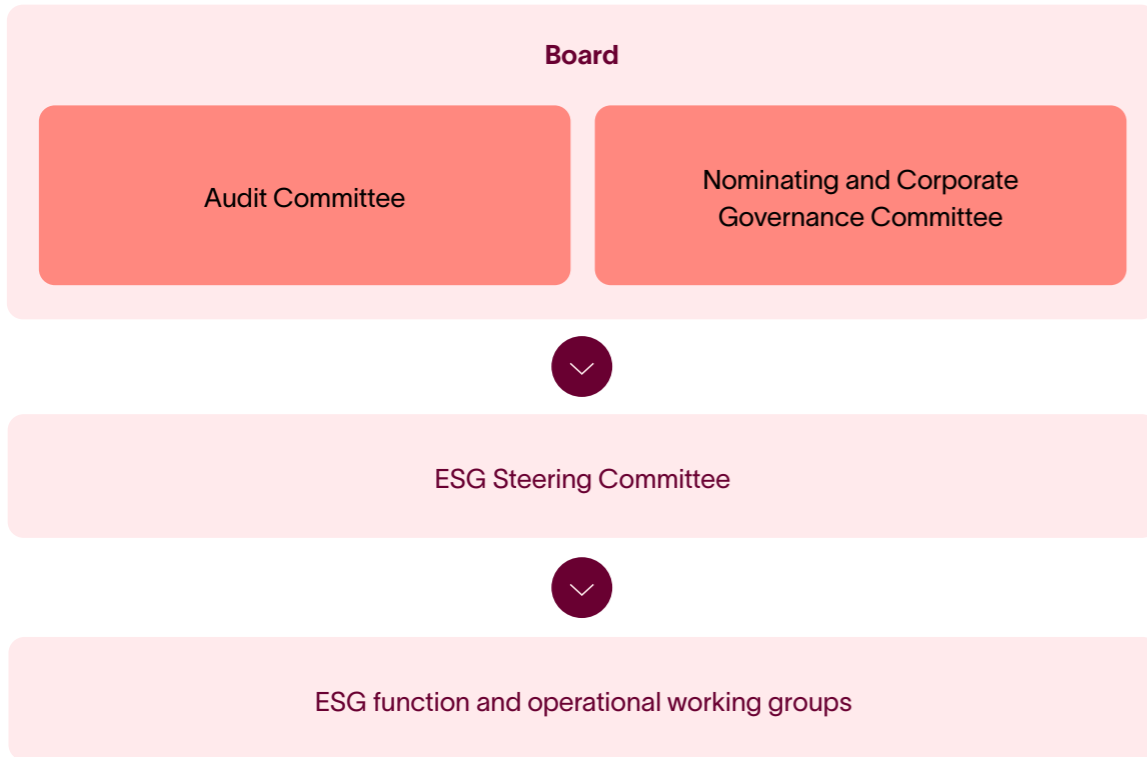 Board
Audit Committee
Nominating and Corporate
Governance Committee
ESG Steering Committee
ESG function and operational working groups